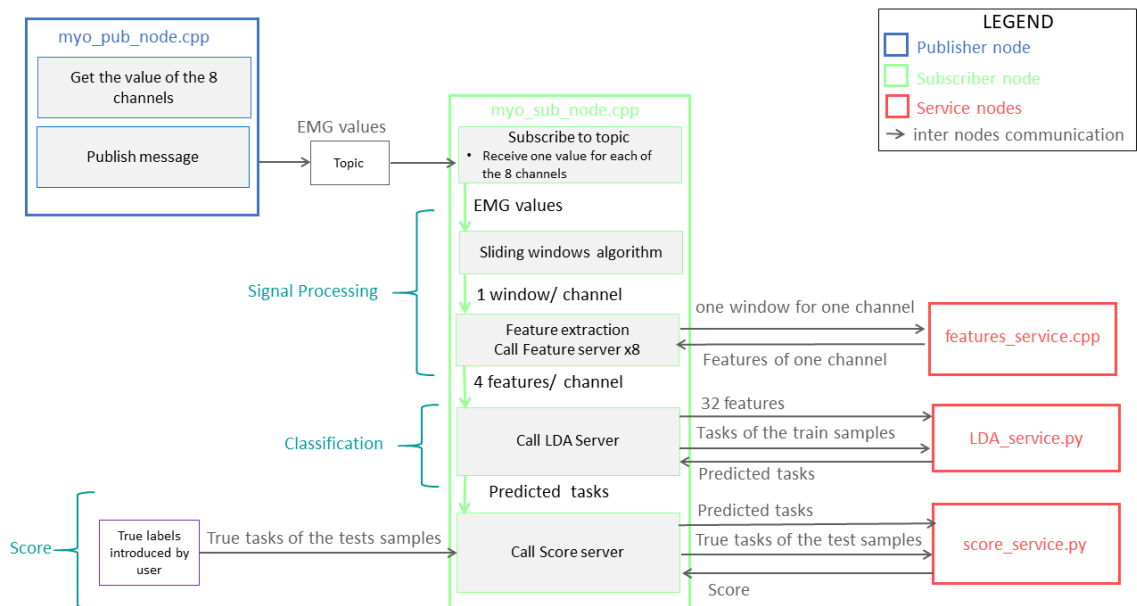 myo_pub_node.cpp
Get the value of the 8
channels
Publish message
EMG values
Topic
LEGEND
Publisher node
Subscriber node
Service nodes
inter nodes communication
myo_sub_node.cpp
Subscribe to topic
• Receive one value for each of
the 8 channels
EMG values
Signal Processing
Sliding windows algorithm
1 window/ channel
Feature extraction
Call Feature server x8
one window for one channel
Features of one channel
features_service.cpp
4 features/ channel
Classification
Call LDA Server
32 features
Tasks of the train samples
Predicted tasks
LDA_service.py
Predicted tasks
Score
True labels
introduced by
user
True tasks of the tests samples
Call Score server
Predicted tasks
True tasks of the test samples
Score
score_service.py